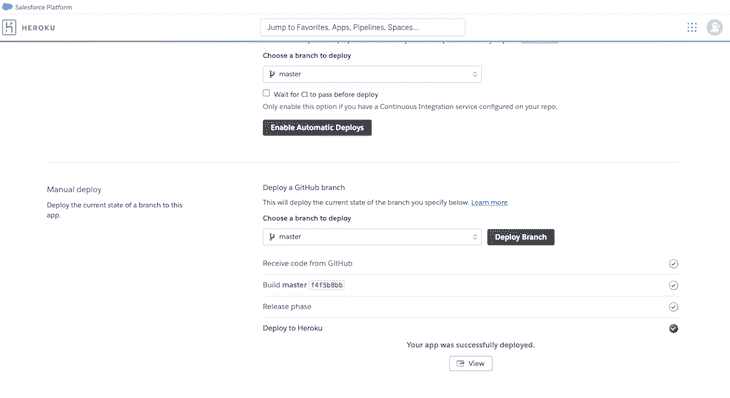 Salesforce Platform
HEROKU
Jump to Favorites, Apps, Pipelines, Spaces...
Choose a branch to deploy
master
Wait for CI to pass before deploy
Only enable this option if you have a Continuous Integration service configured on your repo.
Enable Automatic Deploys
Manual deploy
Deploy the current state of a branch to this
app.
Deploy a GitHub branch
This will deploy the current state of the branch you specify below. Learn more.
Choose a branch to deploy
master
Deploy Branch
Receive code from GitHub
Build master f4f5b8bb
Release phase
Deploy to Heroku
Your app was successfully deployed.
View